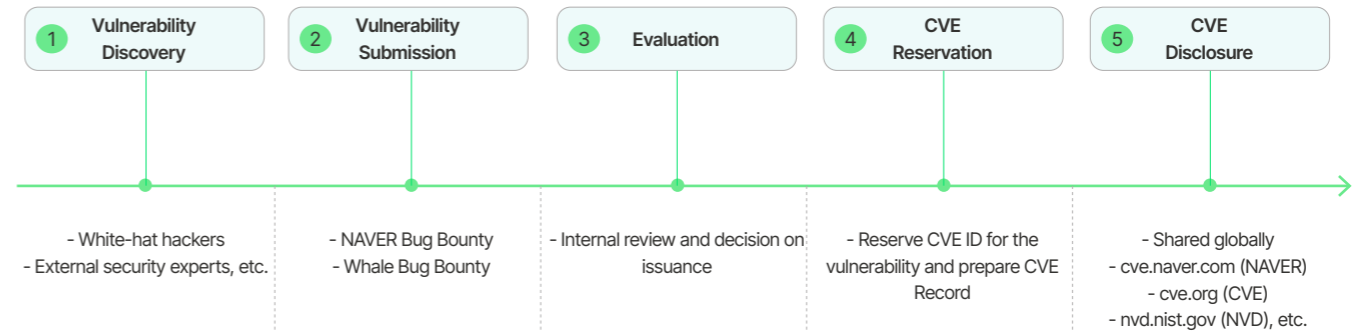 1
Vulnerability
Discovery
2
Vulnerability
Submission
3
Evaluation
4
CVE
Reservation
5
CVE
Disclosure
- White-hat hackers
- External security experts, etc.
- NAVER Bug Bounty
- Whale Bug Bounty
- Internal review and decision on
issuance
- Reserve CVE ID for the
vulnerability and prepare CVE
Record
- Shared globally
- cve.naver.com (NAVER)
- cve.org (CVE)
- nvd.nist.gov (NVD), etc.